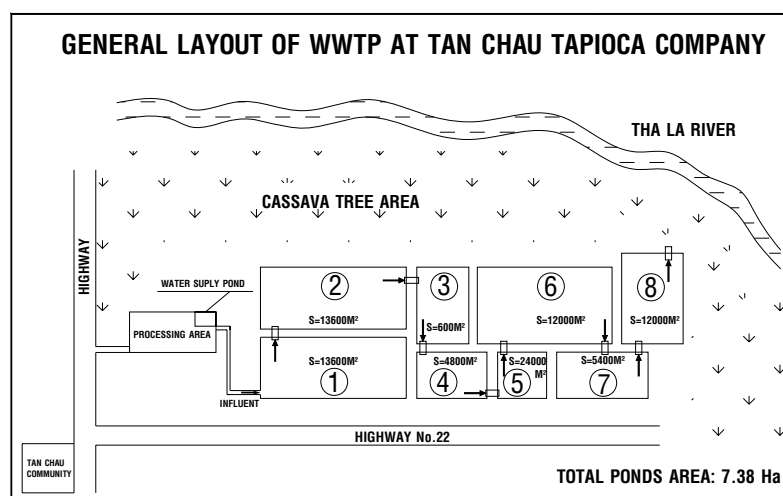 GENERAL LAYOUT OF WWTP AT TAN CHAU TAPIOCA COMPANY
THA LA RIVER
CASSAVA TREE AREA
HIGHWAY
WATER SUPLY POND
PROCESSING AREA
INFLUENT
2
S=13600M²
3
S=600M²
6
S=12000M²
8
S=12000M²
S=13600M²
1
S=4800M²
4
S=24000
M²
5
S=5400M²
7
HIGHWAY No.22
TAN CHAU
COMMUNITY
TOTAL PONDS AREA: 7.38 Ha